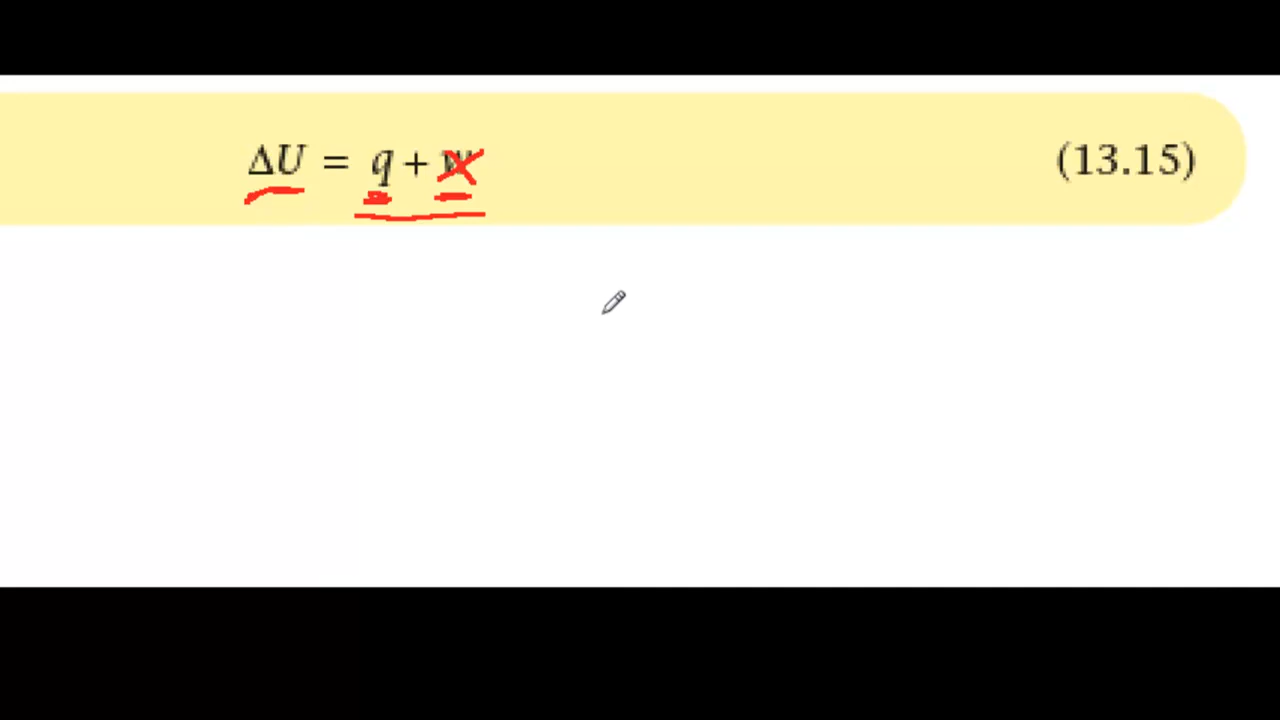 ΔU = q + w (13.15)